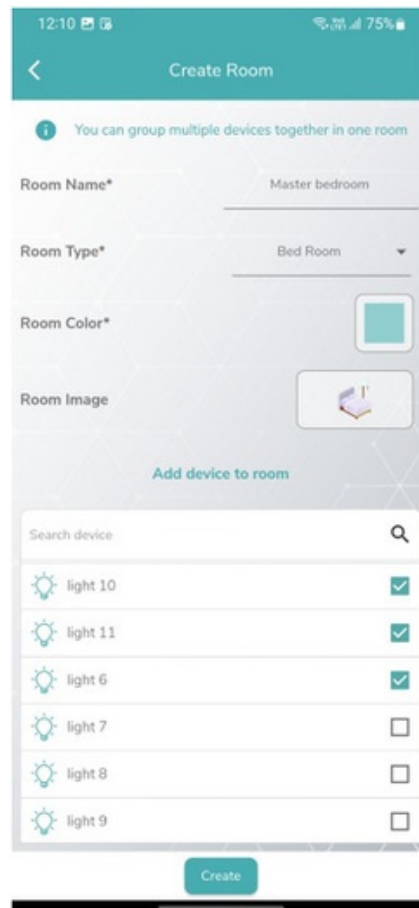 12:10 75%
Create Room
You can group multiple devices together in one room
Room Name* Master bedroom
Room Type* Bed Room
Room Color*
Room Image
Add device to room
Search device
light 10
light 11
light 6
light 7
light 8
light 9
Create